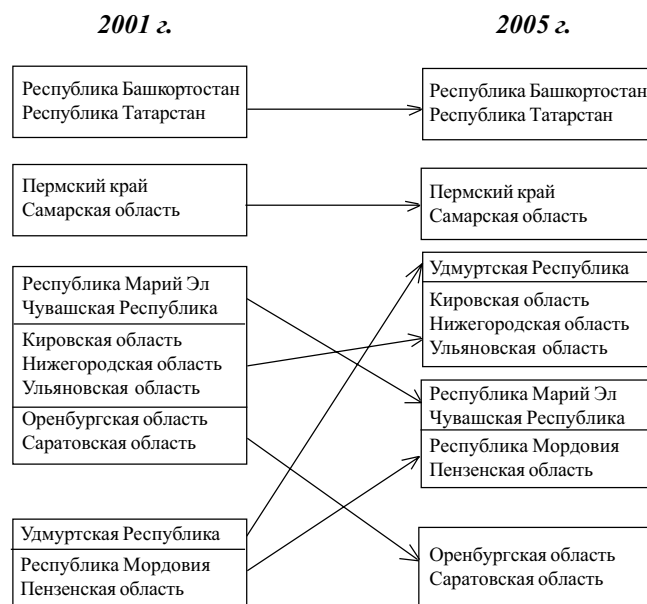 2001 г.
2005 г.
Республика Башкортостан
Республика Татарстан
Пермский край
Самарская область
Республика Марий Эл
Чувашская Республика
Кировская область
Нижегородская область
Ульяновская область
Оренбургская область
Саратовская область
Удмуртская Республика
Республика Мордовия
Пензенская область
Республика Башкортостан
Республика Татарстан
Пермский край
Самарская область
Удмуртская Республика
Кировская область
Нижегородская область
Ульяновская область
Республика Марий Эл
Чувашская Республика
Республика Мордовия
Пензенская область
Оренбургская область
Саратовская область